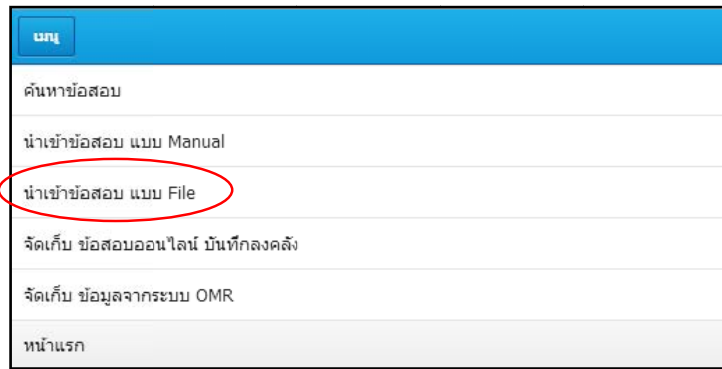 เมนู
ค้นหาข้อสอบ
นำเข้าข้อสอบ แบบ Manual
นำเข้าข้อสอบ แบบ File
จัดเก็บ ข้อสอบออนไลน์ บันทึกลงคลัง
จัดเก็บ ข้อมูลจากระบบ OMR
หน้าแรก